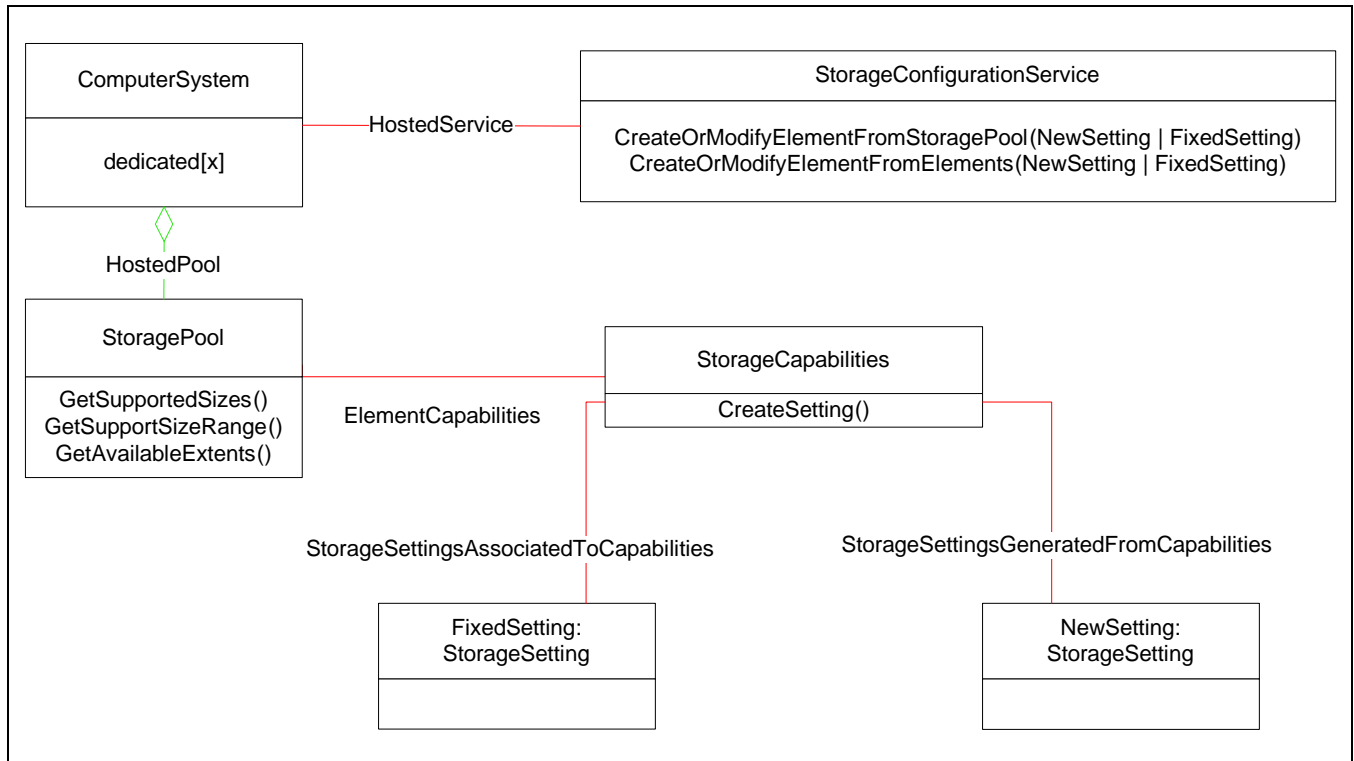 ComputerSystem
dedicated[x]
HostedService
StorageConfigurationService
CreateOrModifyElementFromStoragePool(NewSetting | FixedSetting)
CreateOrModifyElementFromElements(NewSetting | FixedSetting)
HostedPool
StoragePool
GetSupportedSizes()
GetSupportSizeRange()
GetAvailableExtents()
ElementCapabilities
StorageCapabilities
CreateSetting()
StorageSettingsAssociatedToCapabilities
StorageSettingsGeneratedFromCapabilities
FixedSetting:
StorageSetting
NewSetting:
StorageSetting